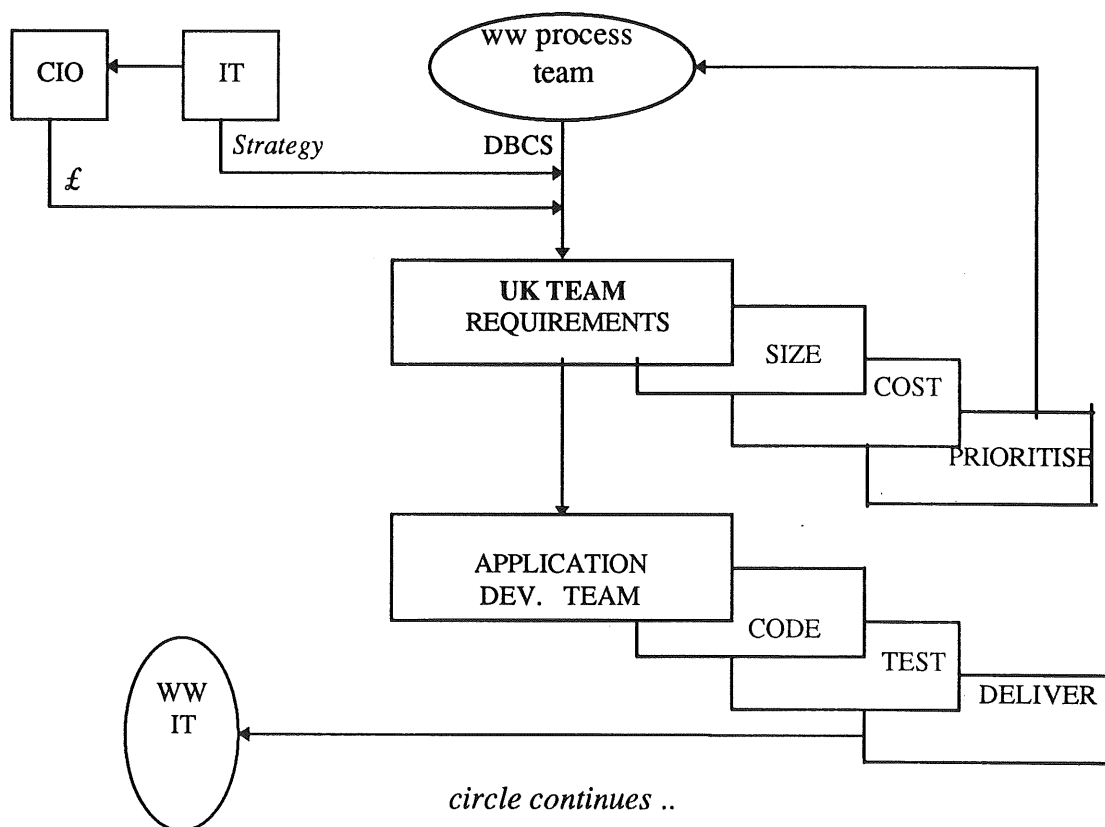 CIO
IT
ww process
team
Strategy
DBCS
£
UK TEAM
REQUIREMENTS
SIZE
COST
PRIORITISE
APPLICATION
DEV. TEAM
CODE
TEST
DELIVER
WW
IT
circle continues ..